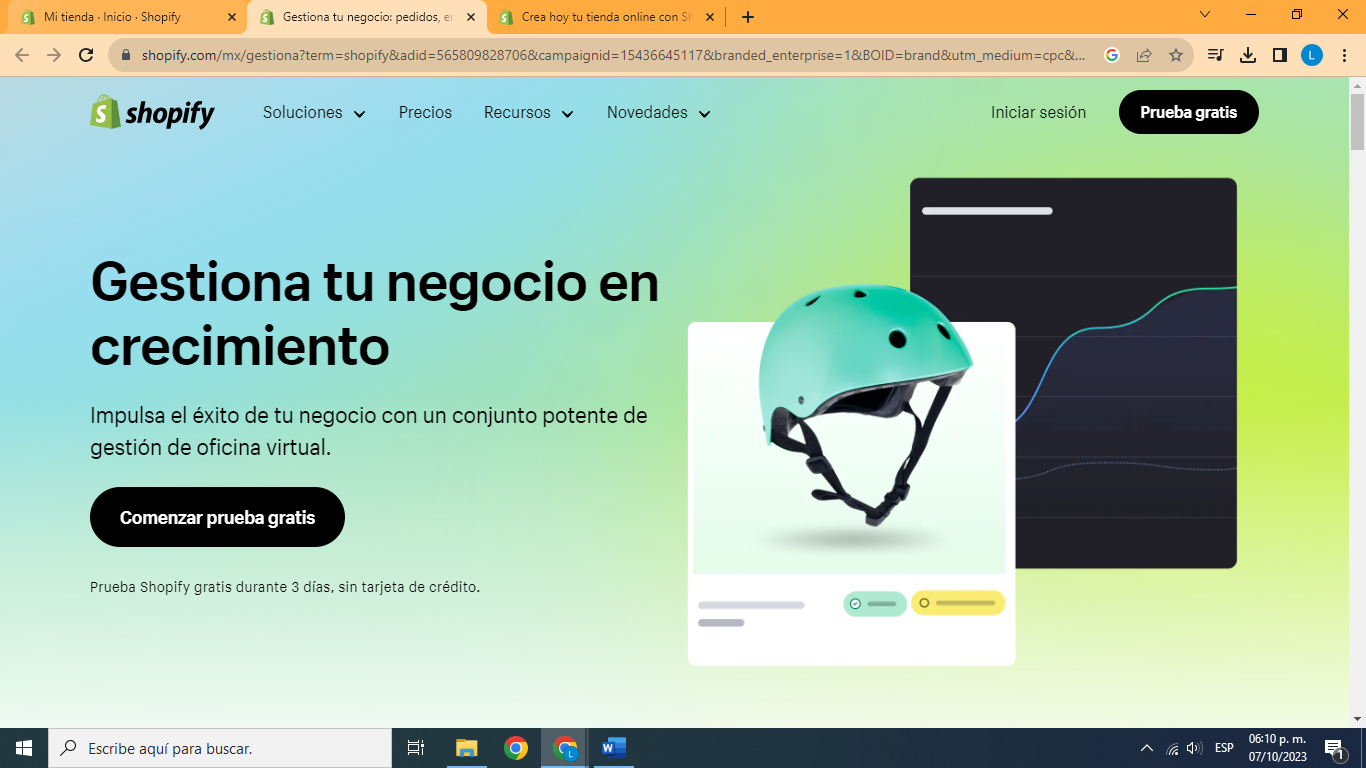 Mi tienda · Inicio · Shopify
Gestiona tu negocio: pedidos, en
Crea hoy tu tienda online con Sh
shopify.com/mx/gestiona?term=shopify&adid=565809828706&campaignid=15436645117&branded_enterprise=1&BOID=brand&utm_medium=cpc&...
L
shopify
Soluciones
Precios
Recursos
Novedades
Iniciar sesión
Prueba gratis
Gestiona tu negocio en
crecimiento
Impulsa el éxito de tu negocio con un conjunto potente de
gestión de oficina virtual.
Comenzar prueba gratis
Prueba Shopify gratis durante 3 días, sin tarjeta de crédito.
Escribe aquí para buscar.
L
W
ESP
06:10 p. m.
07/10/2023
1